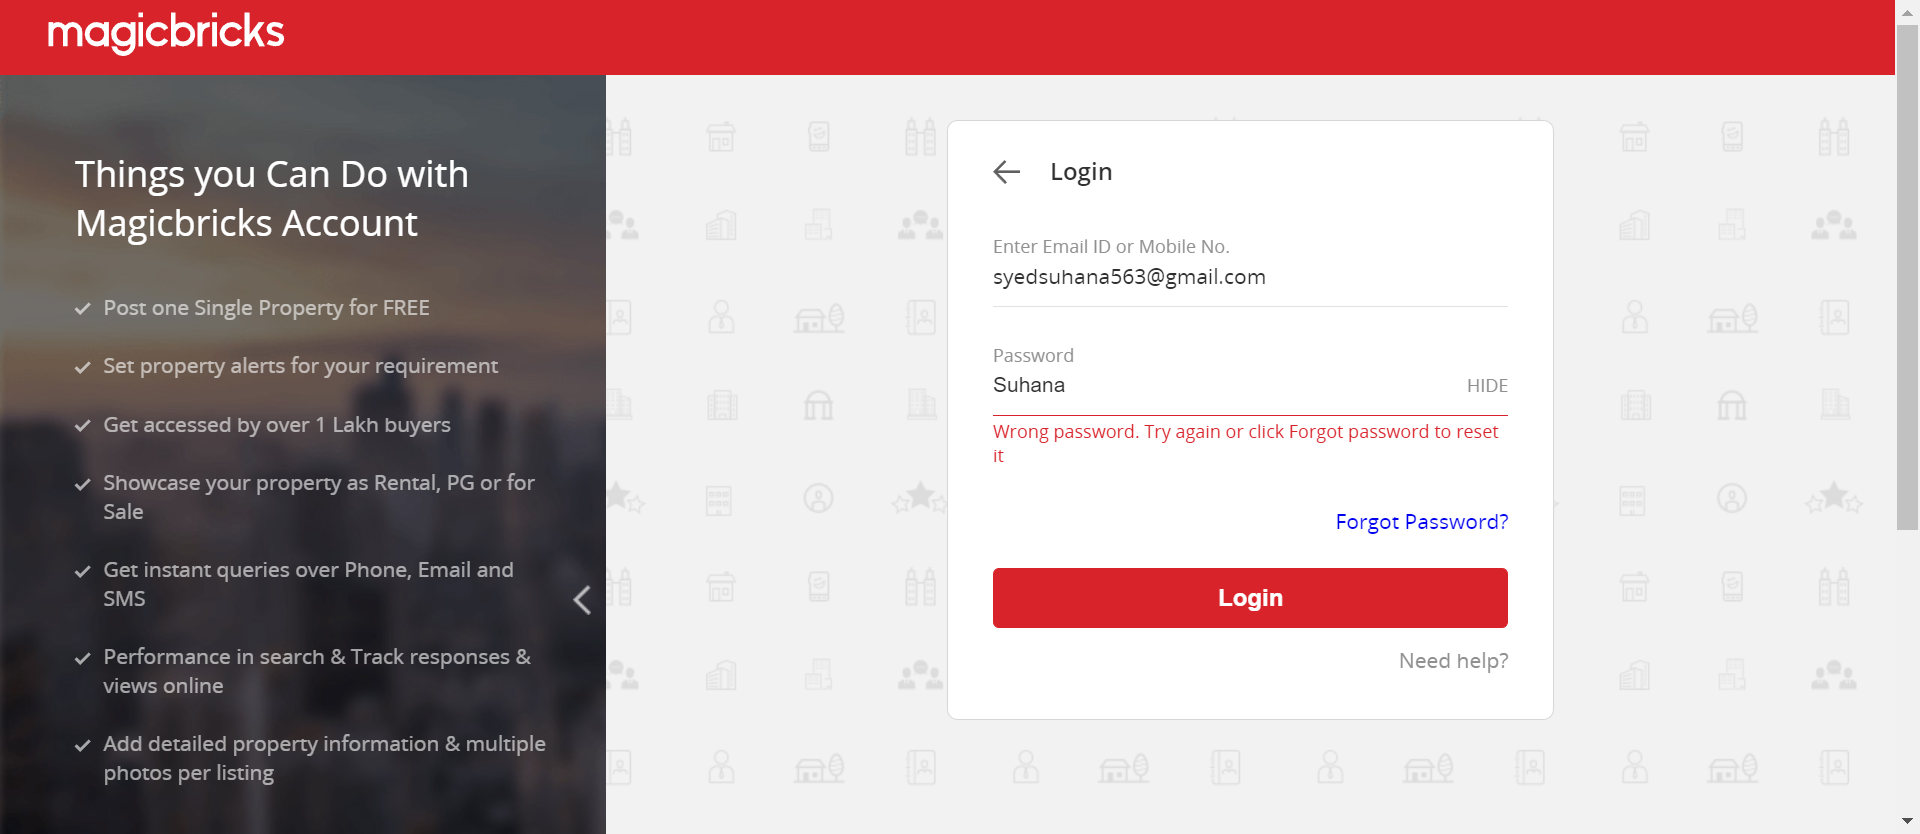 magicbricks
Things you Can Do with
Magicbricks Account
Post one Single Property for FREE
Set property alerts for your requirement
Get accessed by over 1 Lakh buyers
Showcase your property as Rental, PG or for
Sale
Get instant queries over Phone, Email and
SMS
Performance in search & Track responses &
views online
Add detailed property information & multiple
photos per listing
Login
Enter Email ID or Mobile No.
syedsuhana563@gmail.com
Password
Suhana
HIDE
Wrong password. Try again or click Forgot password to reset
it
Forgot Password?
Login
Need help?